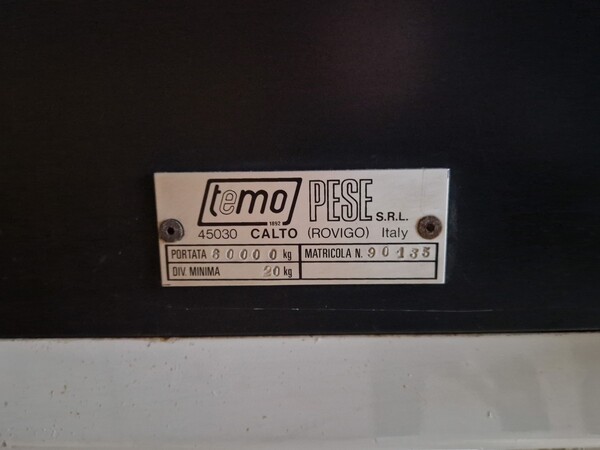 temo PESE S.R.L.
1892
45030 CALTO (ROVIGO) Italy
PORTATA 80000 kg MATRICOLA N. 90135
DIV. MINIMA 20 kg